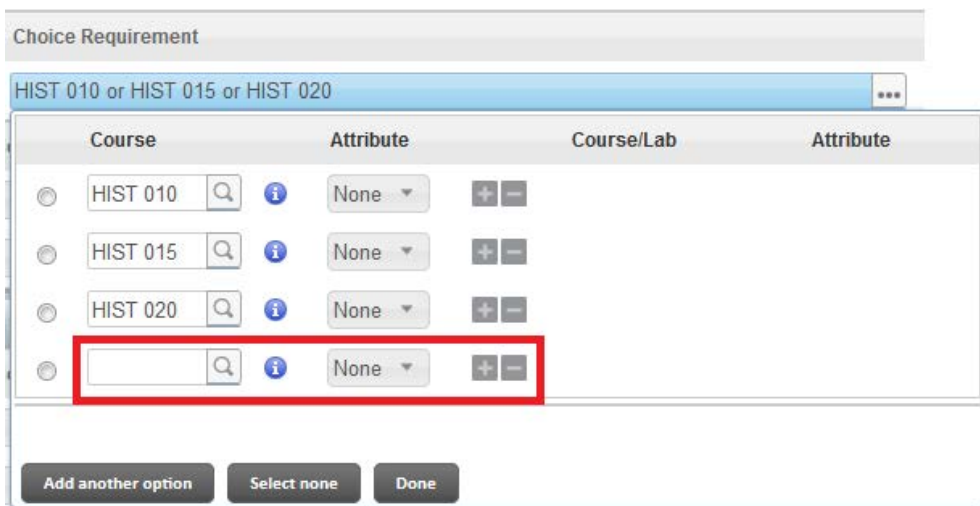 Choice Requirement
HIST 010 or HIST 015 or HIST 020
Course Attribute Course/Lab Attribute
HIST 010 None
HIST 015 None
HIST 020 None
None
Add another option Select none Done